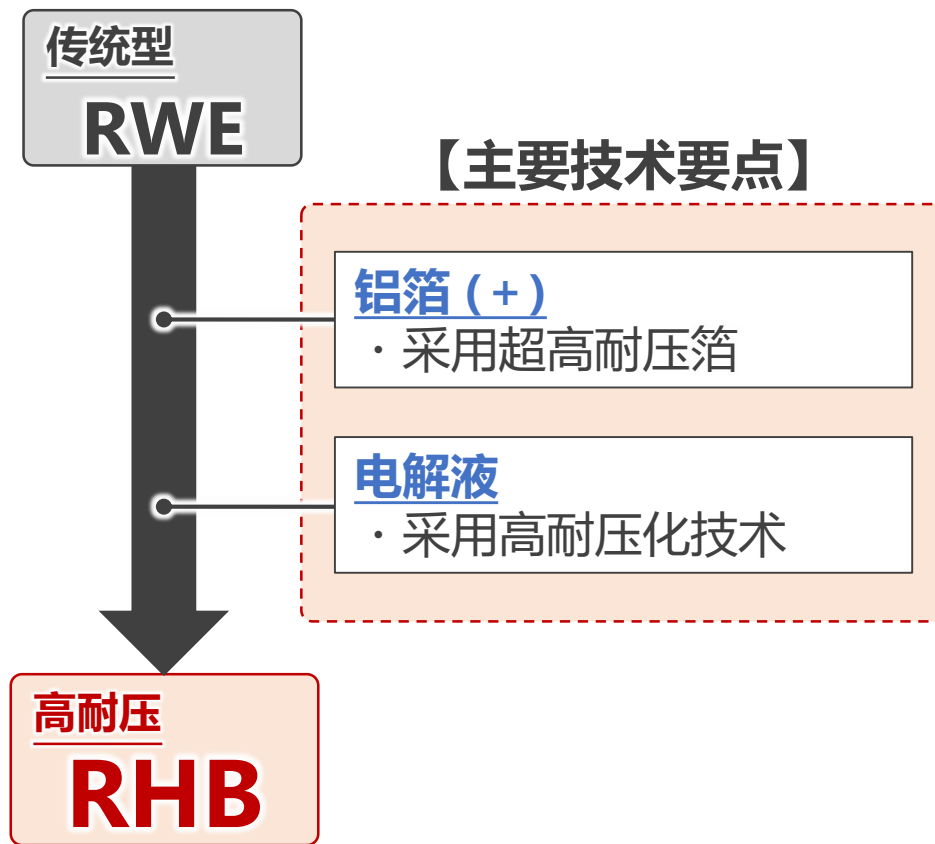 传统型
RWE
【主要技术要点】
铝箔 (+)
・采用超高耐压箔
电解液
・采用高耐压化技术
高耐压
RHB